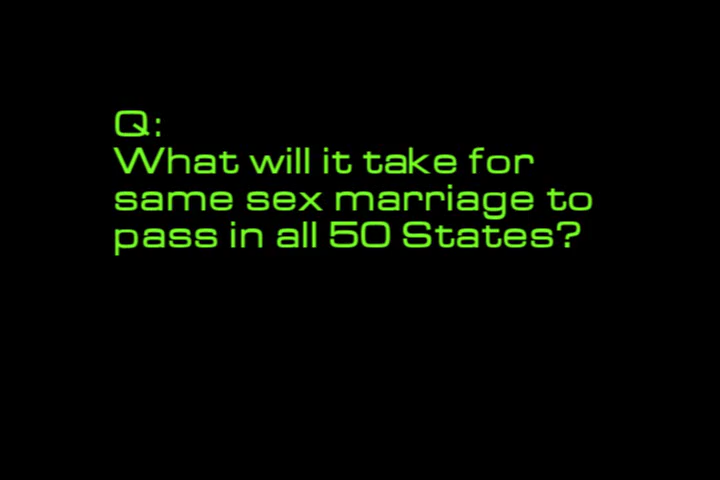 Q:
What will it take for
same sex marriage to
pass in all 50 States?